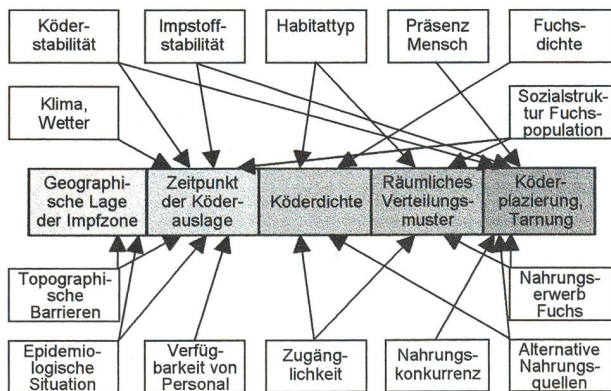 Köder-
stabilität
Impstoff-
stabilität
Habitattyp
Präsenz
Mensch
Fuchs-
dichte
Klima,
Wetter
Sozialstruk-
tur Fuchs-
population
Geographi-
sche Lage
der Impfzone
Zeitpunkt
der Köder-
auslage
Köderdichte
Räumliches
Verteilungs-
muster
Köder-
plazierung,
Tarnung
Topographi-
sche
Barrieren
Nahrungs-
erwerb
Fuchs
Epidemio-
logische
Situation
Verfüg-
barkeit von
Personal
Zugäng-
lichkeit
Nahrungs-
konkurrenz
Alternative
Nahrungs-
quellen